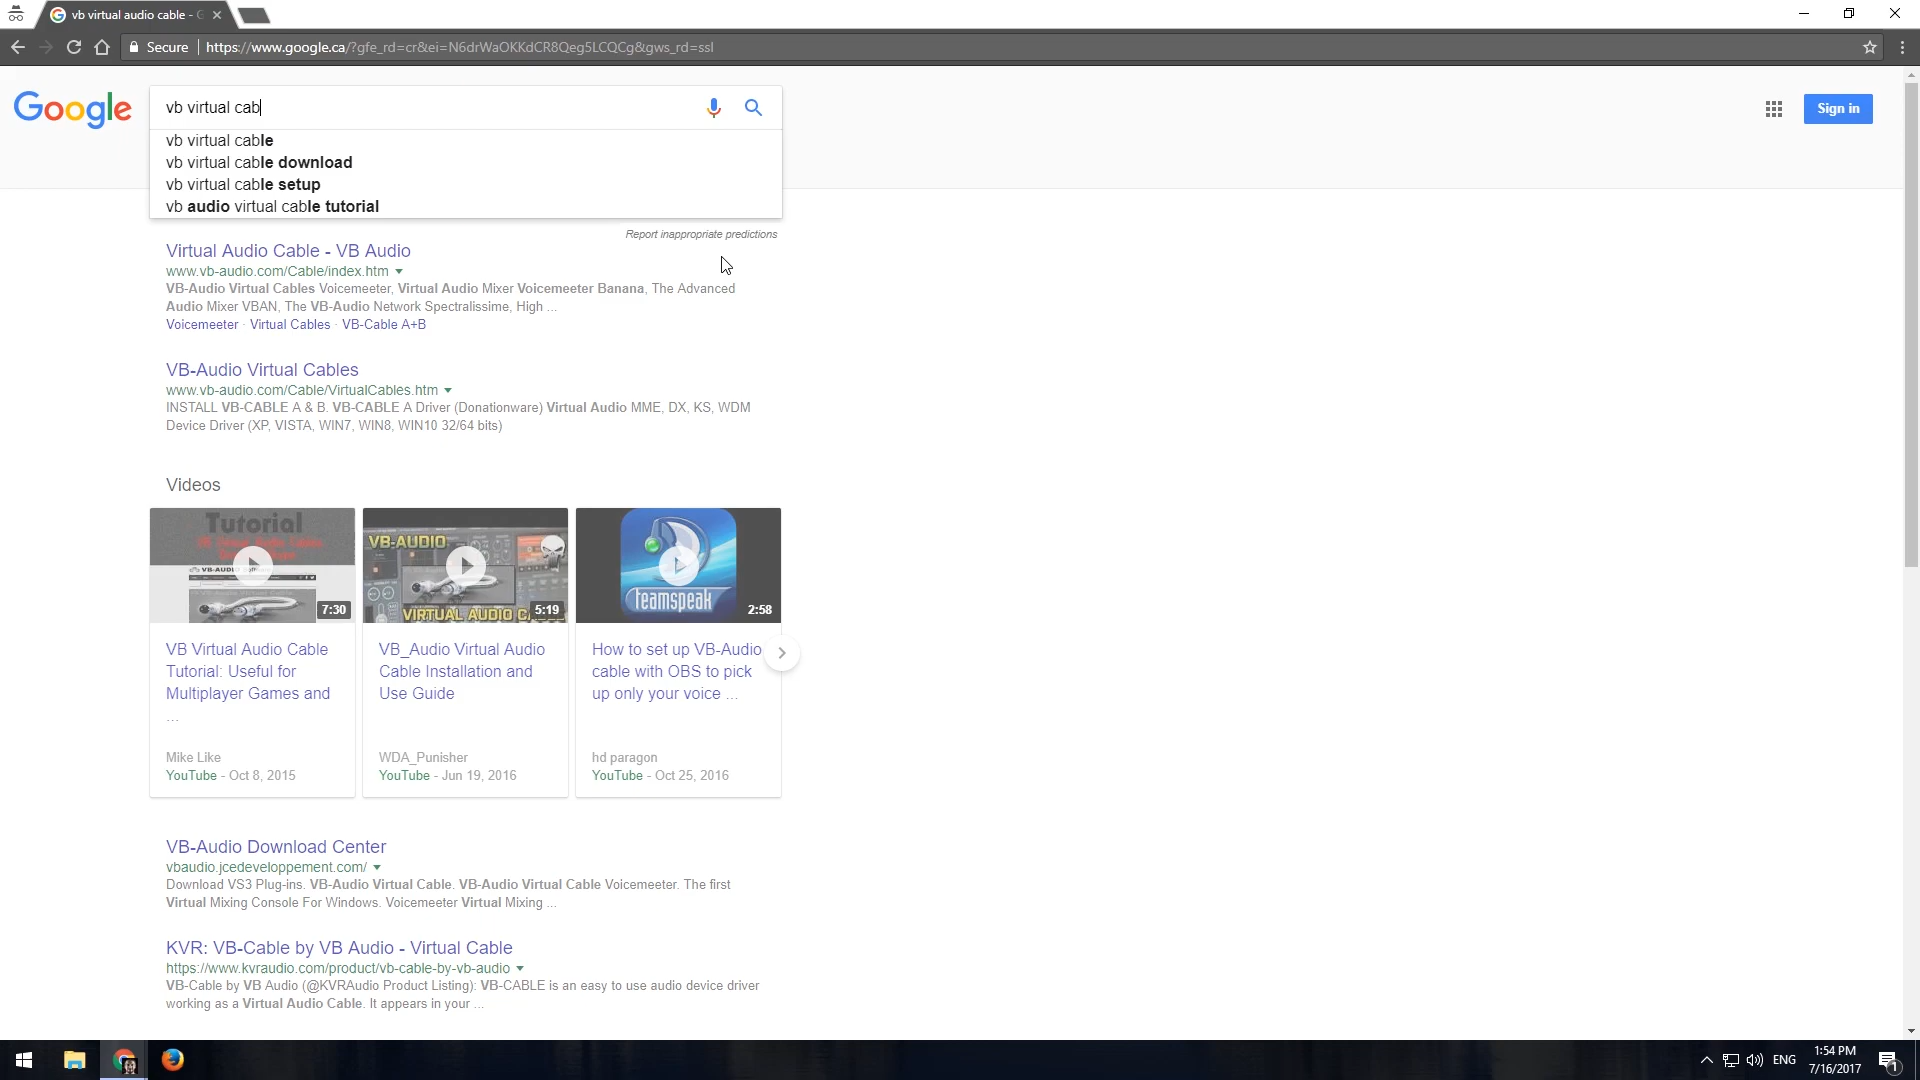 vb virtual audio cable - G
Secure https://www.google.ca/?gfe_rd=cr&ei=N6drWaOKKdCR8Qeg5LCQCg&gws_rd=ssl
Google
vb virtual cab
Sign in
vb virtual cable
vb virtual cable download
vb virtual cable setup
vb audio virtual cable tutorial
Report inappropriate predictions
Virtual Audio Cable - VB Audio
www.vb-audio.com/Cable/index.htm
VB-Audio Virtual Cables Voicemeeter, Virtual Audio Mixer Voicemeeter Banana, The Advanced
Audio Mixer VBAN, The VB-Audio Network Spectralissime, High ...
Voicemeeter · Virtual Cables · VB-Cable A+B
VB-Audio Virtual Cables
www.vb-audio.com/Cable/VirtualCables.htm
INSTALL VB-CABLE A & B. VB-CABLE A Driver (Donationware) Virtual Audio MME, DX, KS, WDM
Device Driver (XP, VISTA, WIN7, WIN8, WIN10 32/64 bits)
Videos
Tutorial
7:30
VB Virtual Audio Cable
Tutorial: Useful for
Multiplayer Games and
...
Mike Like
YouTube - Oct 8, 2015
VB-AUDIO
VIRTUAL AUDIO
5:19
VB_Audio Virtual Audio
Cable Installation and
Use Guide
WDA_Punisher
YouTube - Jun 19, 2016
teamspeak
2:58
How to set up VB-Audio
cable with OBS to pick
up only your voice ...
hd paragon
YouTube - Oct 25, 2016
VB-Audio Download Center
vbaudio.jcedeveloppement.com/
Download VS3 Plug-ins. VB-Audio Virtual Cable. VB-Audio Virtual Cable Voicemeeter. The first
Virtual Mixing Console For Windows. Voicemeeter Virtual Mixing ...
KVR: VB-Cable by VB Audio - Virtual Cable
https://www.kvraudio.com/product/vb-cable-by-vb-audio
VB-Cable by VB Audio (@KVRAudio Product Listing): VB-CABLE is an easy to use audio device driver
working as a Virtual Audio Cable. It appears in your ...
ENG
1:54 PM
7/16/2017
1